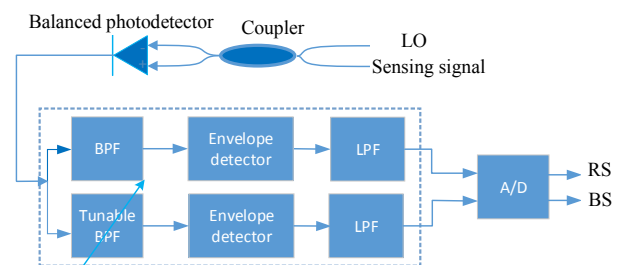 Balanced photodetector
Coupler
LO
Sensing signal
-
+
BPF
Envelope
detector
LPF
A/D
RS
BS
Tunable
BPF
Envelope
detector
LPF